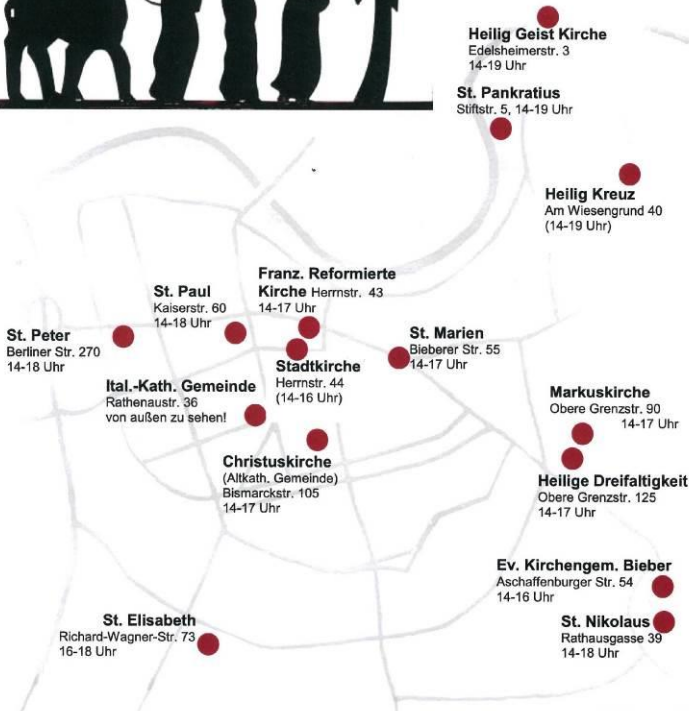 Heilig Geist Kirche
Edelsheimerstr. 3
14-19 Uhr
St. Pankratius
Stiftstr. 5, 14-19 Uhr
Heilig Kreuz
Am Wiesengrund 40
(14-19 Uhr)
Franz. Reformierte
Kirche Herrnstr. 43
14-17 Uhr
St. Paul
Kaiserstr. 60
14-18 Uhr
St. Peter
Berliner Str. 270
14-18 Uhr
St. Marien
Bieberer Str. 55
14-17 Uhr
Stadtkirche
Herrnstr. 44
(14-16 Uhr)
Ital.-Kath. Gemeinde
Rathenaustr. 36
von außen zu sehen!
Markuskirche
Obere Grenzstr. 90
14-17 Uhr
Christuskirche
(Altkath. Gemeinde)
Bismarckstr. 105
14-17 Uhr
Heilige Dreifaltigkeit
Obere Grenzstr. 125
14-17 Uhr
Ev. Kirchengem. Bieber
Aschaffenburger Str. 54
14-16 Uhr
St. Elisabeth
Richard-Wagner-Str. 73
16-18 Uhr
St. Nikolaus
Rathausgasse 39
14-18 Uhr